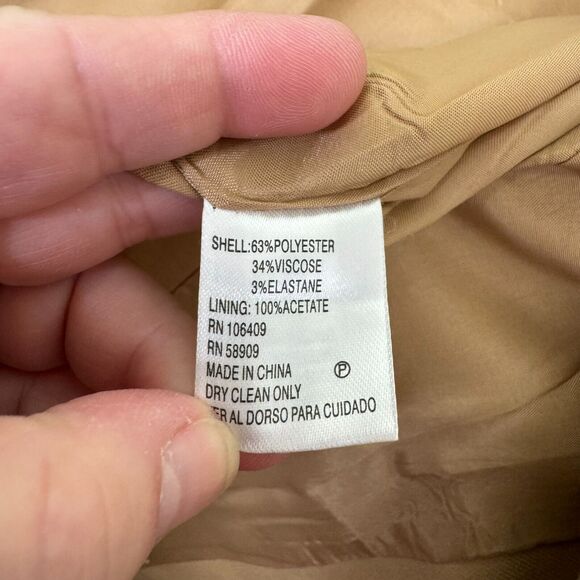 SHELL:63%POLYESTER
34%VISCOSE
3%ELASTANE
LINING: 100%ACETATE
RN 106409
RN 58909
MADE IN CHINA Ⓟ
DRY CLEAN ONLY
AL DORSO PARA CUIDADO